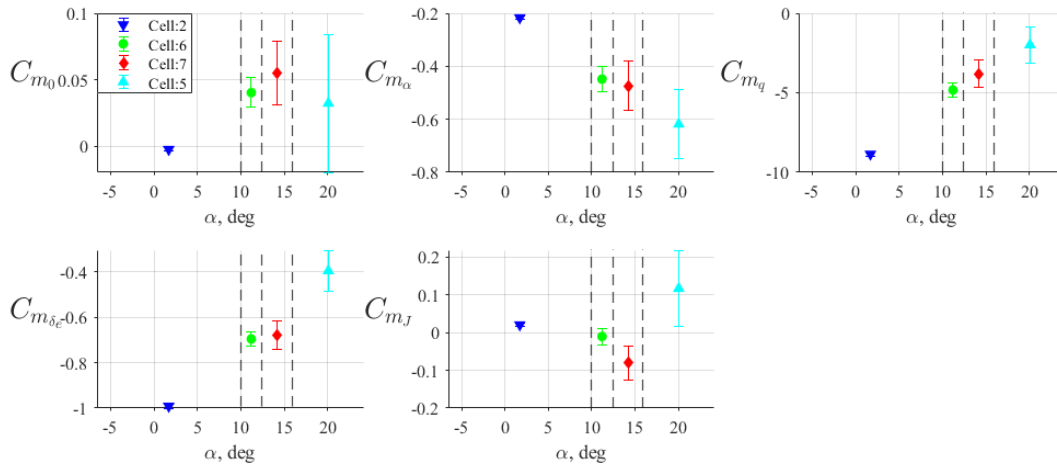 0.1
0.05
0
C_{m_0}
Cell:2
Cell:6
Cell:7
Cell:5
-5 0 5 10 15 20
α, deg
-0.2
-0.4
-0.6
-0.8
C_{m_α}
-5 0 5 10 15 20
α, deg
0
-5
-10
C_{m_q}
-5 0 5 10 15 20
α, deg
-0.4
-0.6
-0.8
-1
C_{m_{δ_e}}
-5 0 5 10 15 20
α, deg
0.2
0.1
0
-0.1
-0.2
C_{m_J}
-5 0 5 10 15 20
α, deg